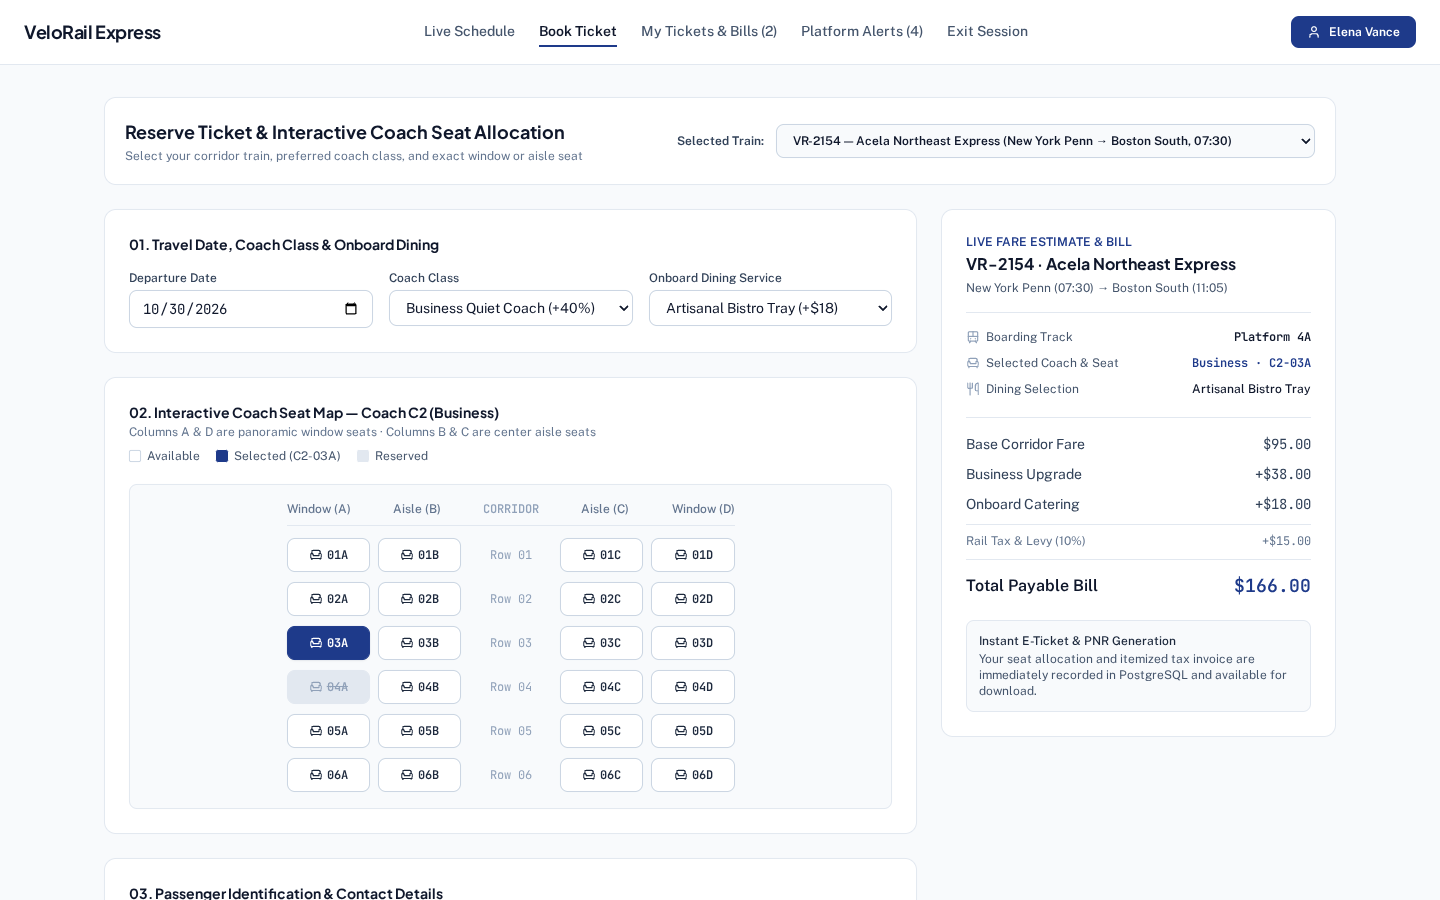 VeloRail Express
Live Schedule
Book Ticket
My Tickets & Bills (2)
Platform Alerts (4)
Exit Session
Elena Vance
Reserve Ticket & Interactive Coach Seat Allocation
Select your corridor train, preferred coach class, and exact window or aisle seat
Selected Train:
VR-2154 — Acela Northeast Express (New York Penn → Boston South, 07:30)
01. Travel Date, Coach Class & Onboard Dining
Departure Date
Coach Class
Onboard Dining Service
10/30/2026
Business Quiet Coach (+40%)
Artisanal Bistro Tray (+$18)
02. Interactive Coach Seat Map — Coach C2 (Business)
Columns A & D are panoramic window seats · Columns B & C are center aisle seats
Available
Selected (C2-03A)
Reserved
Window (A) Aisle (B) CORRIDOR Aisle (C) Window (D)
01A 01B Row 01 01C 01D
02A 02B Row 02 02C 02D
03A 03B Row 03 03C 03D
04A 04B Row 04 04C 04D
05A 05B Row 05 05C 05D
06A 06B Row 06 06C 06D
03. Passenger Identification & Contact Details
LIVE FARE ESTIMATE & BILL
VR-2154 · Acela Northeast Express
New York Penn (07:30) → Boston South (11:05)
Boarding Track Platform 4A
Selected Coach & Seat Business · C2-03A
Dining Selection Artisanal Bistro Tray
Base Corridor Fare $95.00
Business Upgrade +$38.00
Onboard Catering +$18.00
Rail Tax & Levy (10%) +$15.00
Total Payable Bill $166.00
Instant E-Ticket & PNR Generation
Your seat allocation and itemized tax invoice are
immediately recorded in PostgreSQL and available for
download.